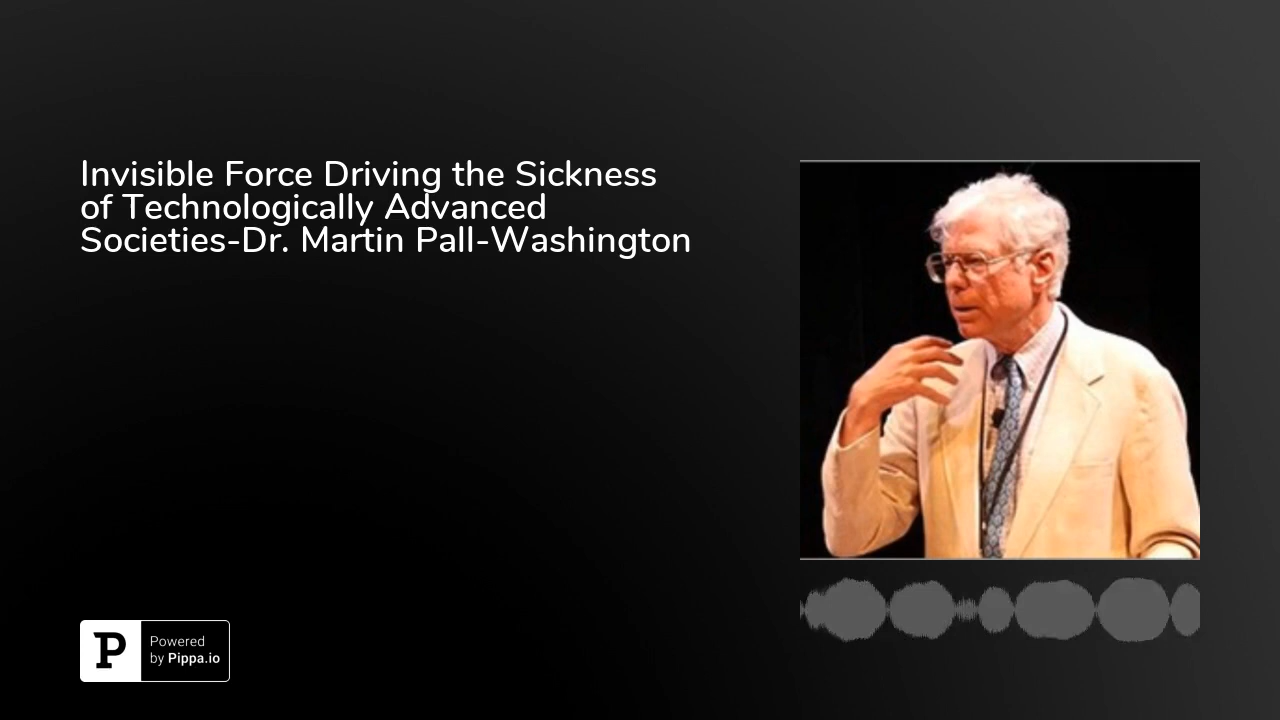 Invisible Force Driving the Sickness
of Technologically Advanced
Societies-Dr. Martin Pall-Washington
P
Powered
by Pippa.io